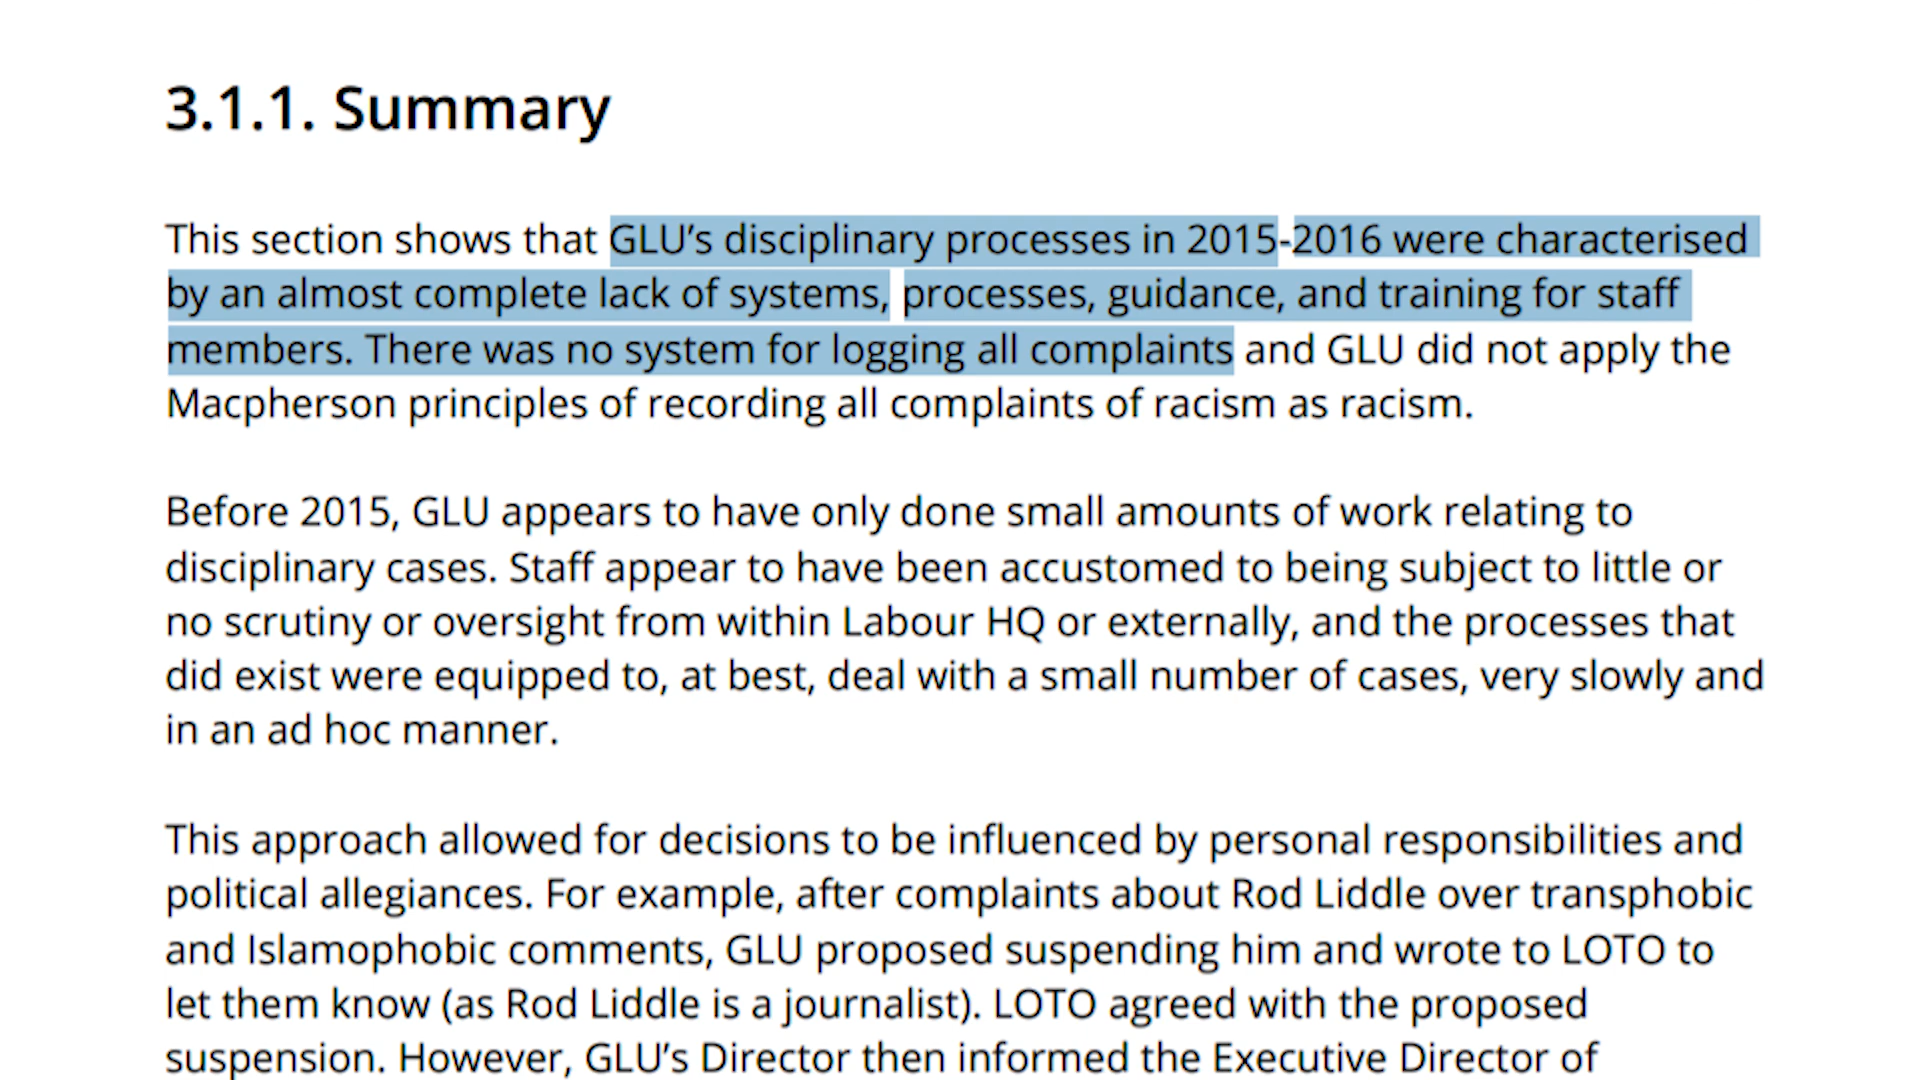 3.1.1. Summary
This section shows that GLU’s disciplinary processes in 2015-2016 were characterised
by an almost complete lack of systems, processes, guidance, and training for staff
members. There was no system for logging all complaints and GLU did not apply the
Macpherson principles of recording all complaints of racism as racism.
Before 2015, GLU appears to have only done small amounts of work relating to
disciplinary cases. Staff appear to have been accustomed to being subject to little or
no scrutiny or oversight from within Labour HQ or externally, and the processes that
did exist were equipped to, at best, deal with a small number of cases, very slowly and
in an ad hoc manner.
This approach allowed for decisions to be influenced by personal responsibilities and
political allegiances. For example, after complaints about Rod Liddle over transphobic
and Islamophobic comments, GLU proposed suspending him and wrote to LOTO to
let them know (as Rod Liddle is a journalist). LOTO agreed with the proposed
suspension. However, GLU’s Director then informed the Executive Director of